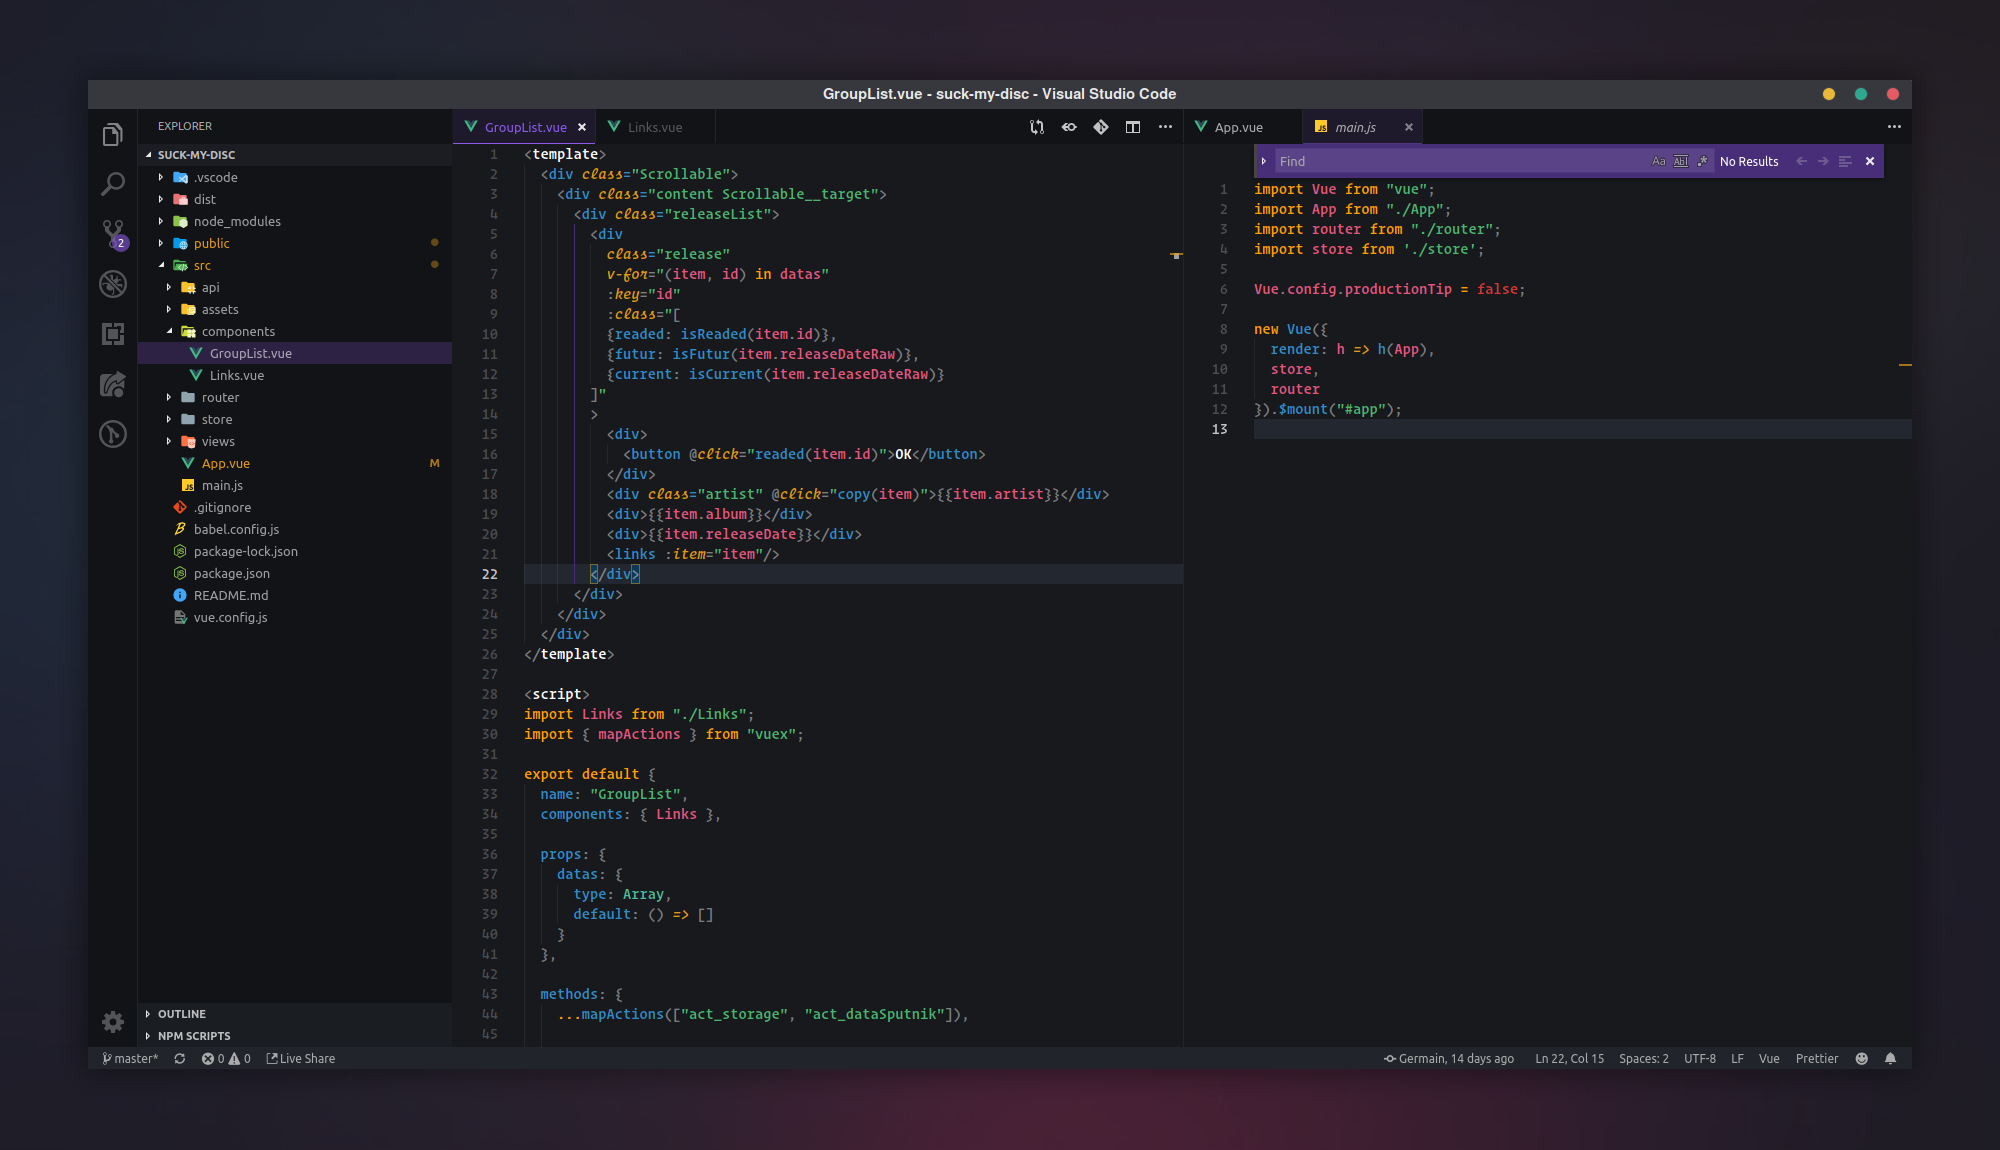 GroupList.vue - suck-my-disc - Visual Studio Code
EXPLORER
SUCK-MY-DISC
.vscode
dist
node_modules
public
src
api
assets
components
GroupList.vue
Links.vue
router
store
views
App.vue M
main.js
.gitignore
babel.config.js
package-lock.json
package.json
README.md
vue.config.js
OUTLINE
NPM SCRIPTS
2
GroupList.vue × Links.vue
1 <template>
2 <div class="Scrollable">
3 <div class="content Scrollable__target">
4 <div class="releaseList">
5 <div
6 class="release"
7 v-for="(item, id) in datas"
8 :key="id"
9 :class="[
10 {readed: isReaded(item.id)},
11 {futur: isFutur(item.releaseDateRaw)},
12 {current: isCurrent(item.releaseDateRaw)}
13 ]"
14 >
15 <div>
16 <button @click="readed(item.id)">OK</button>
17 </div>
18 <div class="artist" @click="copy(item)">{{item.artist}}</div>
19 <div>{{item.album}}</div>
20 <div>{{item.releaseDate}}</div>
21 <links :item="item"/>
22 </div>
23 </div>
24 </div>
25 </div>
26 </template>
27
28 <script>
29 import Links from "./Links";
30 import { mapActions } from "vuex";
31
32 export default {
33 name: "GroupList",
34 components: { Links },
35
36 props: {
37 datas: {
38 type: Array,
39 default: () => []
40 }
41 },
42
43 methods: {
44 ...mapActions(["act_storage", "act_dataSputnik"]),
45
App.vue main.js ×
Find Aa Abl .* No Results
1 import Vue from "vue";
2 import App from "./App";
3 import router from "./router";
4 import store from './store';
5
6 Vue.config.productionTip = false;
7
8 new Vue({
9 render: h => h(App),
10 store,
11 router
12 }).$mount("#app");
13
master* 0 0 Live Share Germain, 14 days ago Ln 22, Col 15 Spaces: 2 UTF-8 LF Vue Prettier